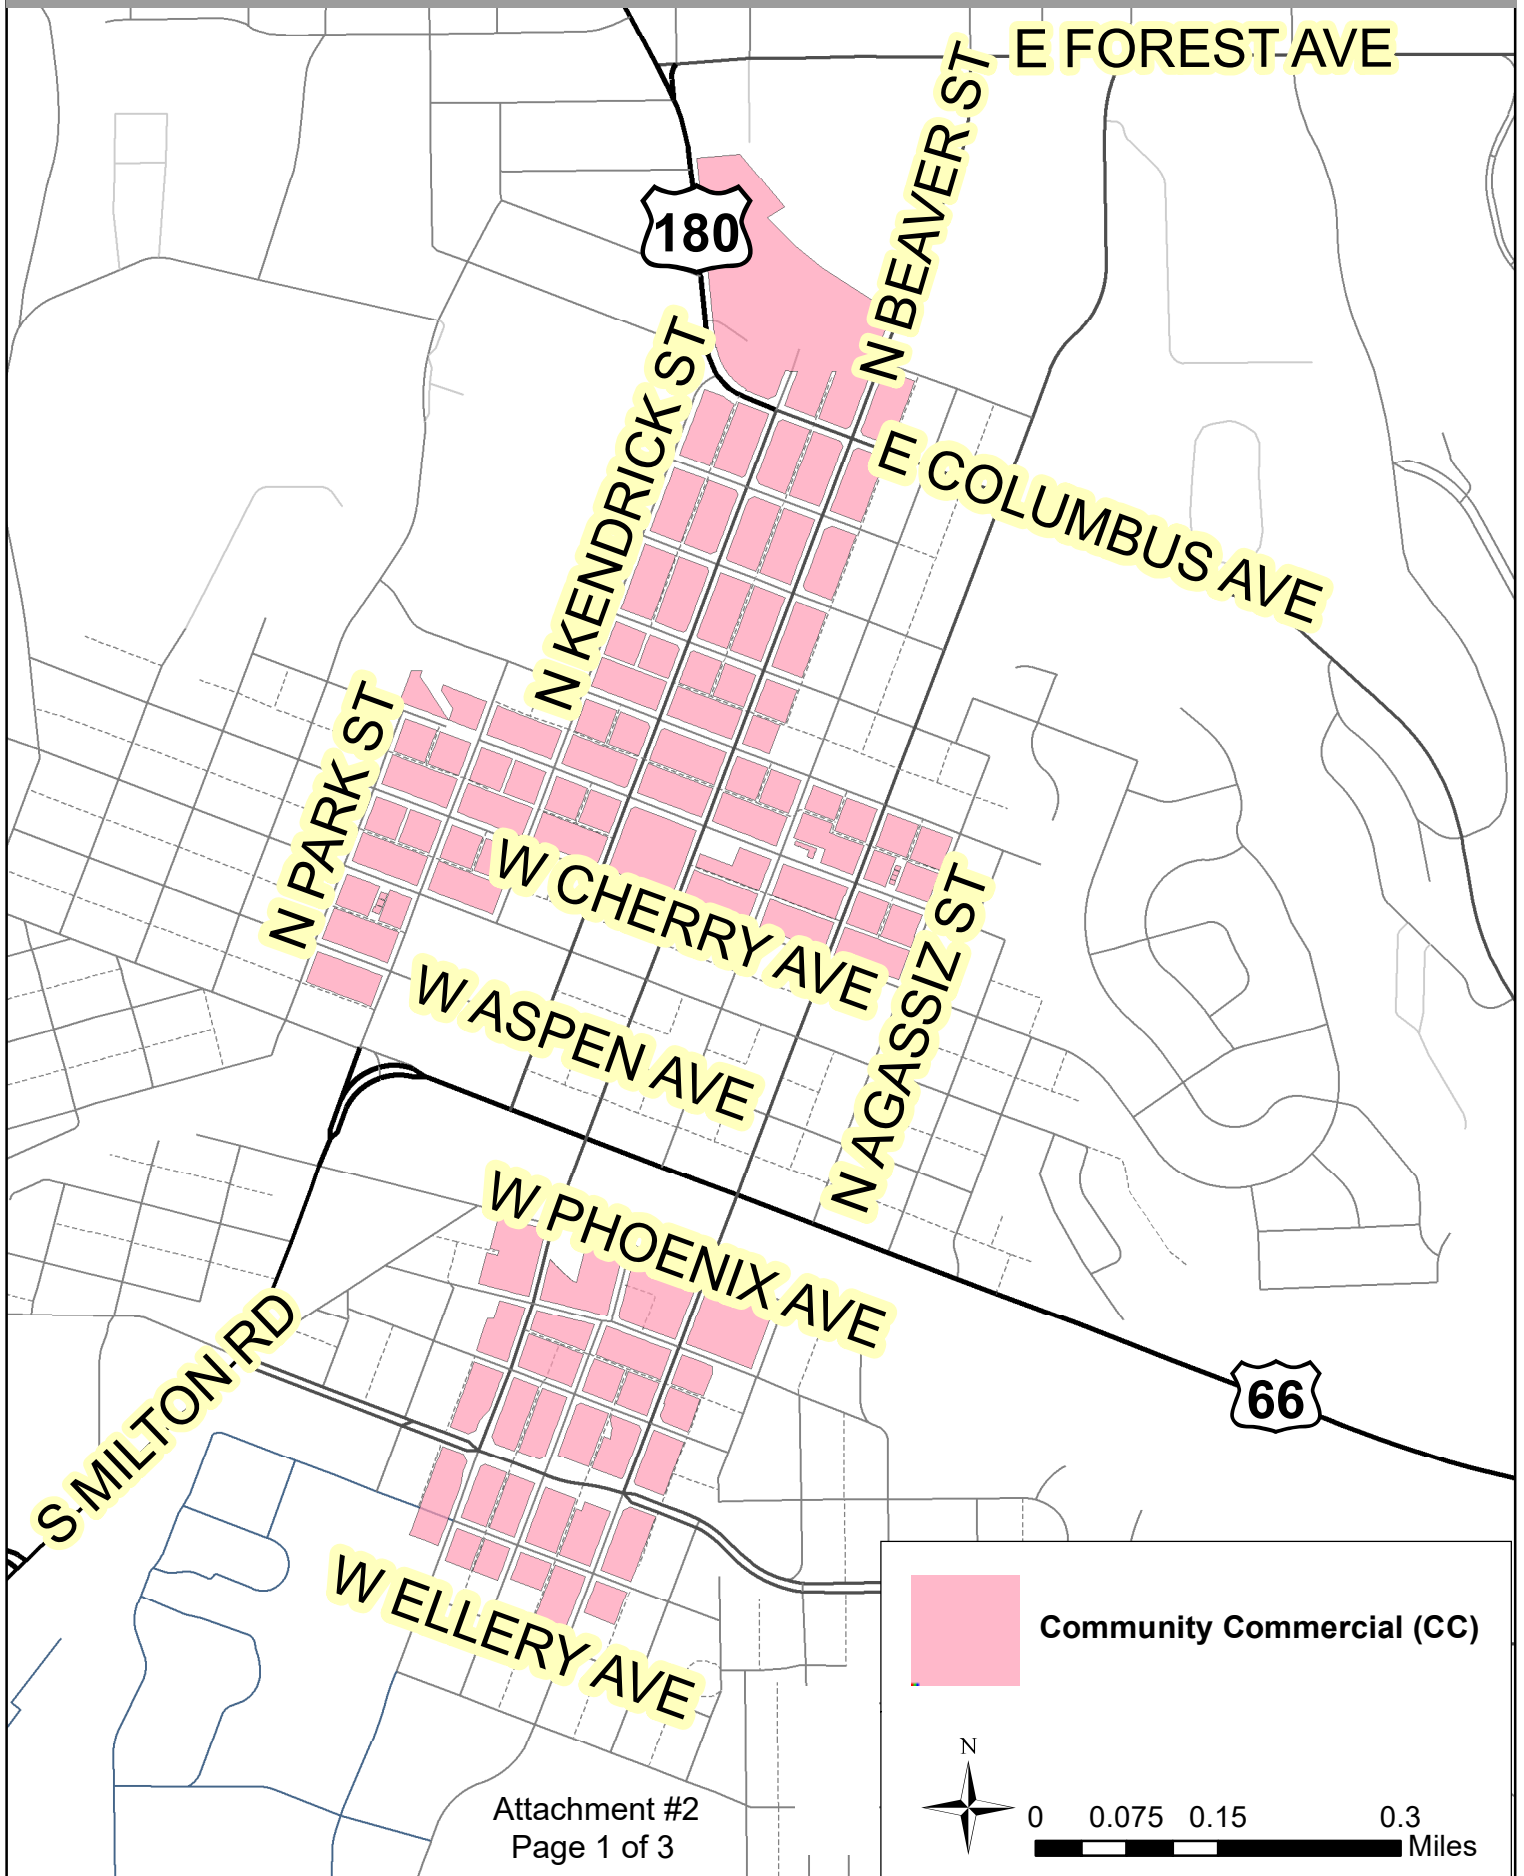 E FOREST AVE
N BEAVER ST
180
N KENDRICK ST
E COLUMBUS AVE
N PARK ST
W CHERRY AVE
N AGASSIZ ST
W ASPEN AVE
W PHOENIX AVE
S MILTON RD
66
W ELLERY AVE
Community Commercial (CC)
N
0 0.075 0.15 0.3
Miles
Attachment #2
Page 1 of 3